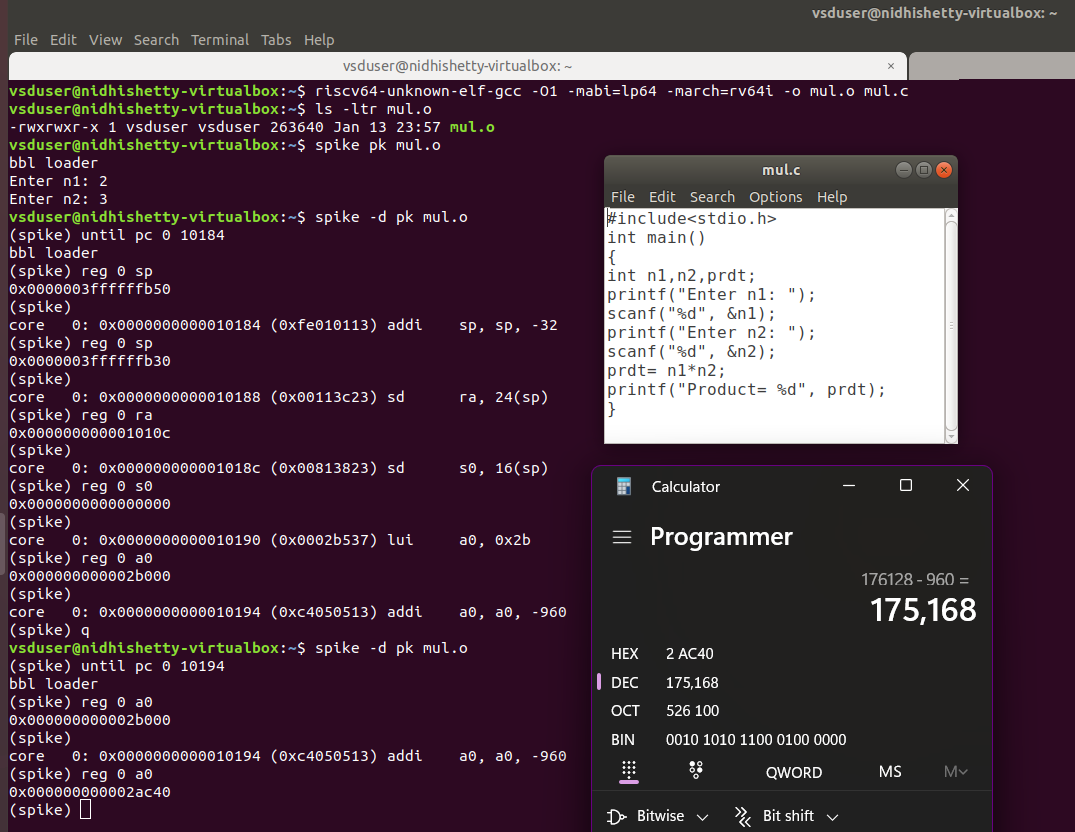 vsduser@nidhishetty-virtualbox: ~
File Edit View Search Terminal Tabs Help
vsduser@nidhishetty-virtualbox: ~ ×
vsduser@nidhishetty-virtualbox:~$ riscv64-unknown-elf-gcc -O1 -mabi=lp64 -march=rv64i -o mul.o mul.c
vsduser@nidhishetty-virtualbox:~$ ls -ltr mul.o
-rwxrwxr-x 1 vsduser vsduser 263640 Jan 13 23:57 mul.o
vsduser@nidhishetty-virtualbox:~$ spike pk mul.o
bbl loader
Enter n1: 2
Enter n2: 3
vsduser@nidhishetty-virtualbox:~$ spike -d pk mul.o
(spike) until pc 0 10184
bbl loader
(spike) reg 0 sp
0x0000003ffffffb50
(spike)
core   0: 0x0000000000010184 (0xfe010113) addi    sp, sp, -32
(spike) reg 0 sp
0x0000003ffffffb30
(spike)
core   0: 0x0000000000010188 (0x00113c23) sd      ra, 24(sp)
(spike) reg 0 ra
0x000000000001010c
(spike)
core   0: 0x000000000001018c (0x00813823) sd      s0, 16(sp)
(spike) reg 0 s0
0x0000000000000000
(spike)
core   0: 0x0000000000010190 (0x0002b537) lui     a0, 0x2b
(spike) reg 0 a0
0x000000000002b000
(spike)
core   0: 0x0000000000010194 (0xc4050513) addi    a0, a0, -960
(spike) q
vsduser@nidhishetty-virtualbox:~$ spike -d pk mul.o
(spike) until pc 0 10194
bbl loader
(spike) reg 0 a0
0x000000000002b000
(spike)
core   0: 0x0000000000010194 (0xc4050513) addi    a0, a0, -960
(spike) reg 0 a0
0x000000000002ac40
(spike)
mul.c
File Edit Search Options Help
#include<stdio.h>
int main()
{
int n1,n2,prdt;
printf("Enter n1: ");
scanf("%d", &n1);
printf("Enter n2: ");
scanf("%d", &n2);
prdt= n1*n2;
printf("Product= %d", prdt);
}
Calculator
Programmer
176128 - 960 =
175,168
HEX 2 AC40
DEC 175,168
OCT 526 100
BIN 0010 1010 1100 0100 0000
QWORD MS M
Bitwise Bit shift